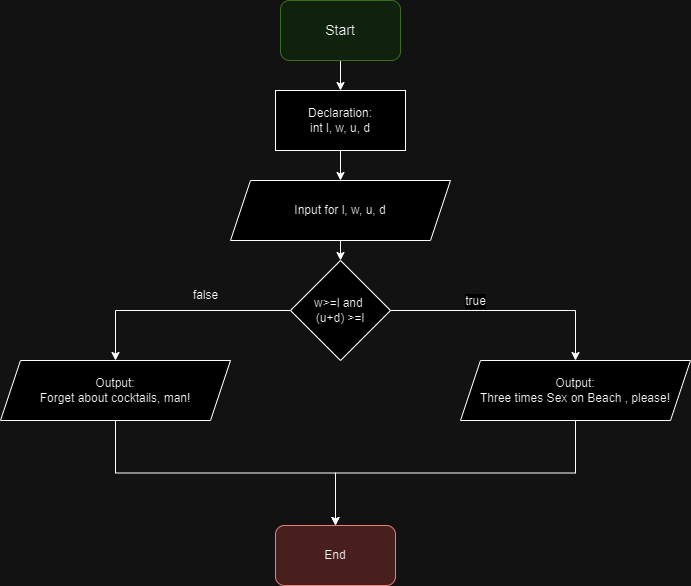 Start
Declaration:
int l, w, u, d
Input for l, w, u, d
w>=l and
(u+d) >=l
false
true
Output:
Forget about cocktails, man!
Output:
Three times Sex on Beach , please!
End